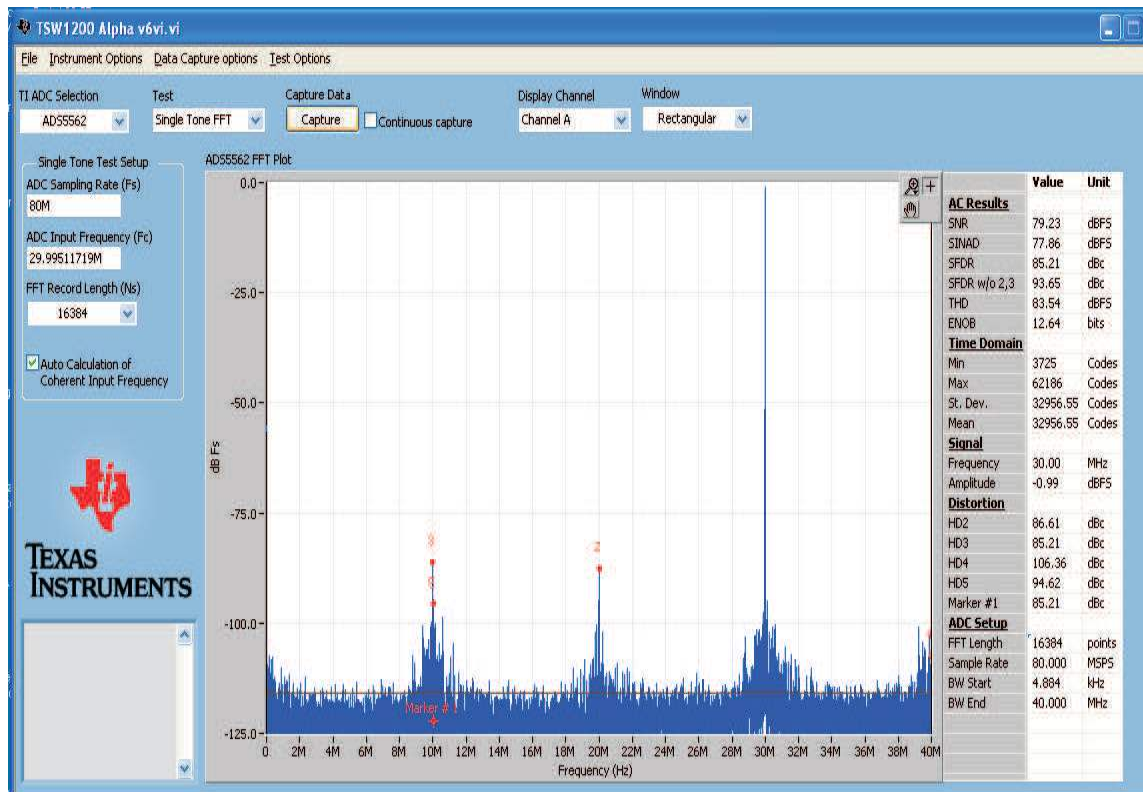 TSW1200 Alpha v6vi.vi
File Instrument Options Data Capture options Test Options
TI ADC Selection
ADS5562
Test
Single Tone FFT
Capture Data
Capture
Continuous capture
Display Channel
Channel A
Window
Rectangular
Single Tone Test Setup
ADC Sampling Rate (Fs)
80M
ADC Input Frequency (Fc)
29.99511719M
FFT Record Length (Ns)
16384
Auto Calculation of
Coherent Input Frequency
TEXAS
INSTRUMENTS
ADS5562 FFT Plot
0.0
-25.0
-50.0
-75.0
-100.0
-125.0
dB Fs
Marker #
0 2M 4M 6M 8M 10M 12M 14M 16M 18M 20M 22M 24M 26M 28M 30M 32M 34M 36M 38M 40M
Frequency (Hz)
Value Unit
AC Results
SNR 79.23 dBFS
SINAD 77.86 dBFS
SFDR 85.21 dBc
SFDR w/o 2,3 93.65 dBc
THD 83.54 dBFS
ENOB 12.64 bits
Time Domain
Min 3725 Codes
Max 62186 Codes
St. Dev. 32956.55 Codes
Mean 32956.55 Codes
Signal
Frequency 30.00 MHz
Amplitude -0.99 dBFS
Distortion
HD2 86.61 dBc
HD3 85.21 dBc
HD4 106.36 dBc
HD5 94.62 dBc
Marker #1 85.21 dBc
ADC Setup
FFT Length 16384 points
Sample Rate 80.000 MSPS
BW Start 4.884 kHz
BW End 40.000 MHz